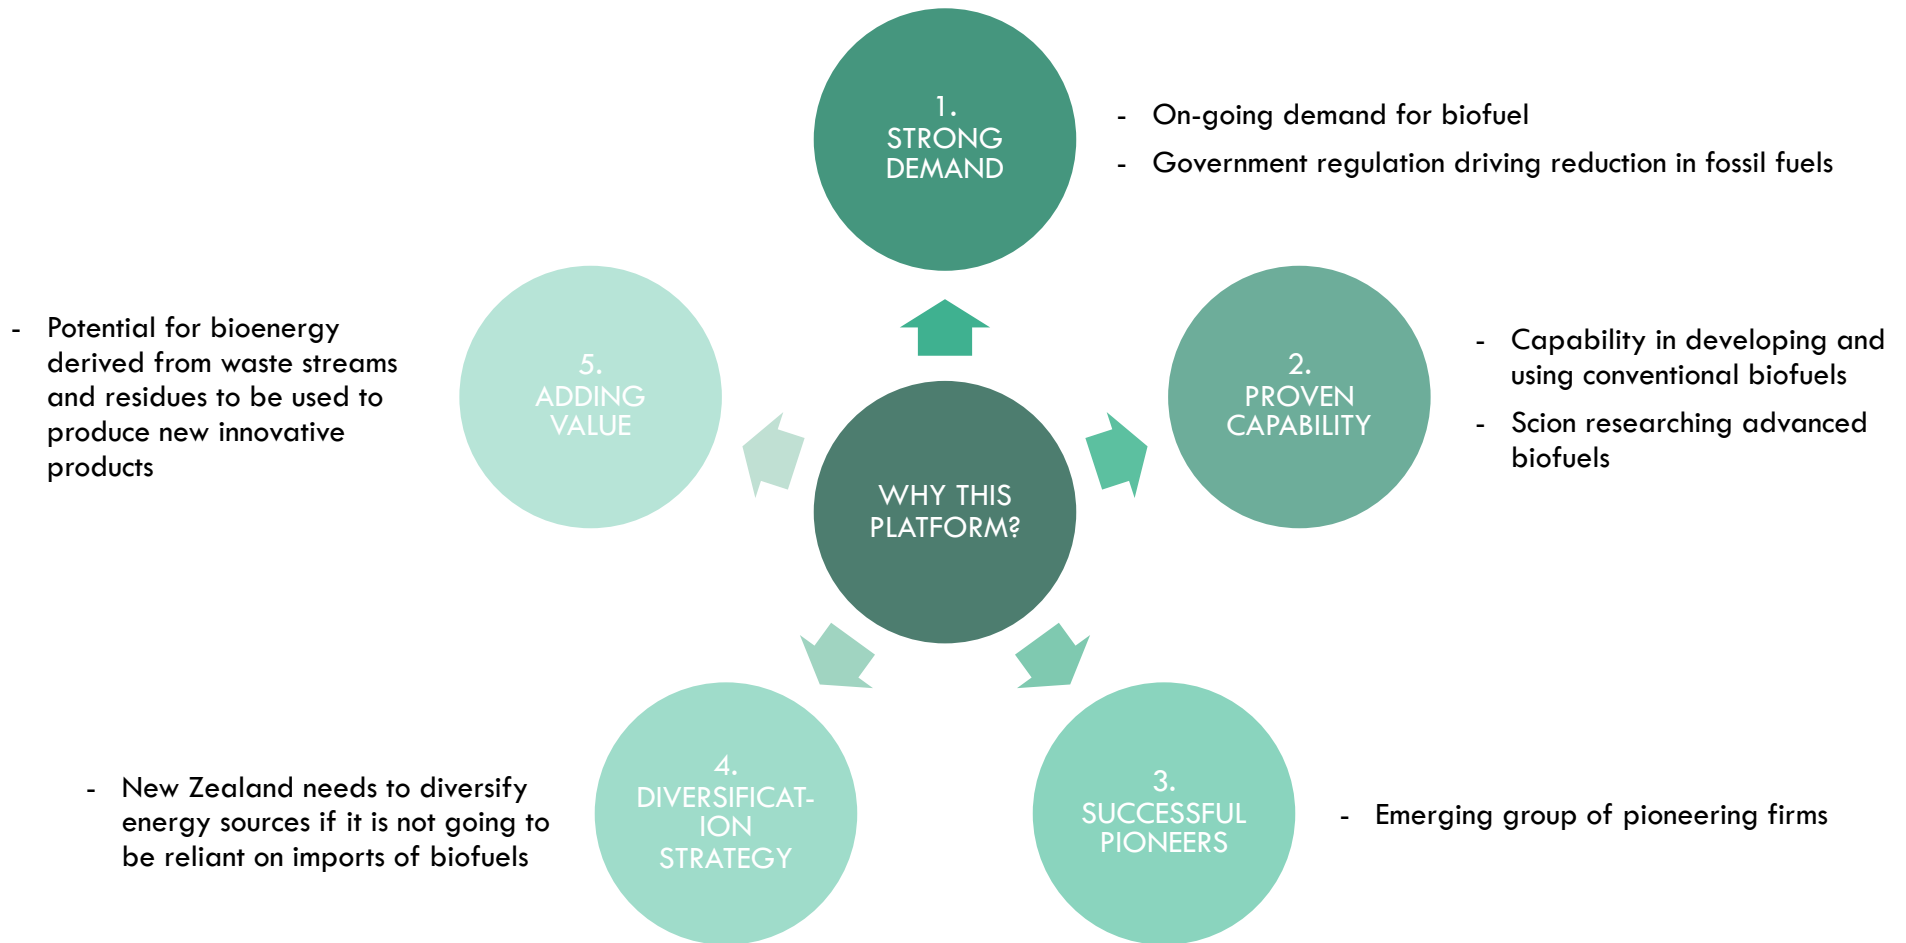 1.
STRONG
DEMAND
- On-going demand for biofuel
- Government regulation driving reduction in fossil fuels
2.
PROVEN
CAPABILITY
- Capability in developing and
using conventional biofuels
- Scion researching advanced
biofuels
3.
SUCCESSFUL
PIONEERS
- Emerging group of pioneering firms
4.
DIVERSIFICAT-
ION
STRATEGY
- New Zealand needs to diversify
energy sources if it is not going to
be reliant on imports of biofuels
5.
ADDING
VALUE
- Potential for bioenergy
derived from waste streams
and residues to be used to
produce new innovative
products
WHY THIS
PLATFORM?